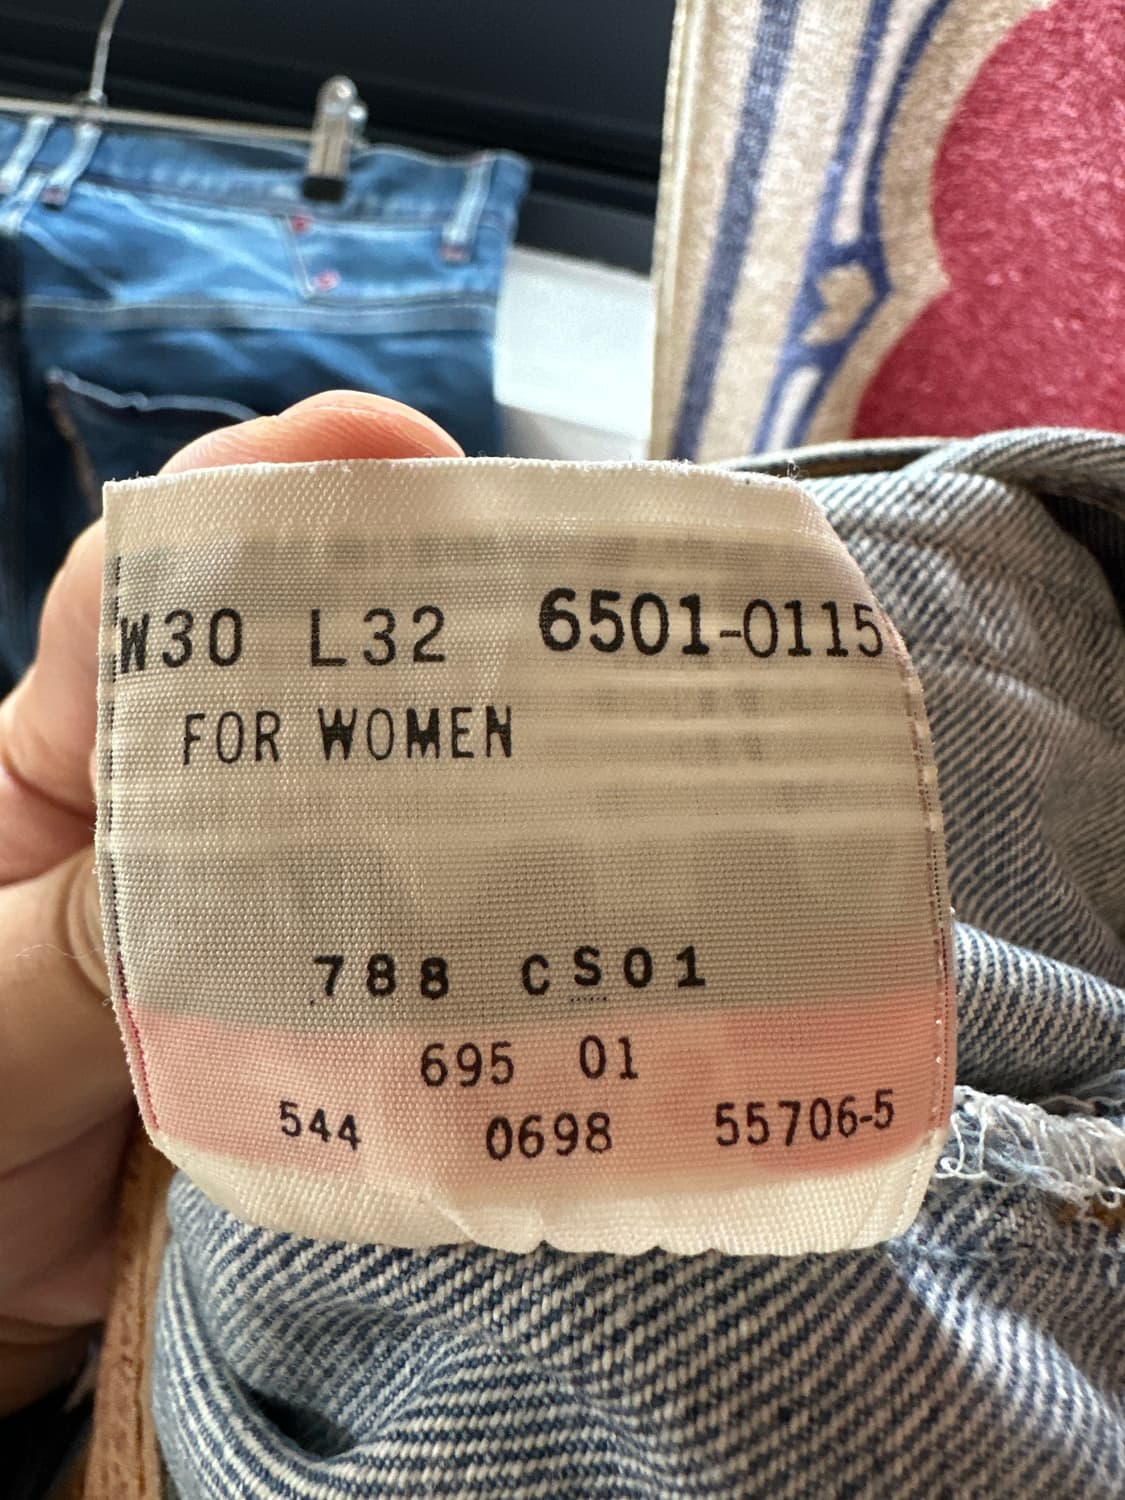 W30 L32 6501-0115
FOR WOMEN
788 CS01
695 01
544 0698 55706-5